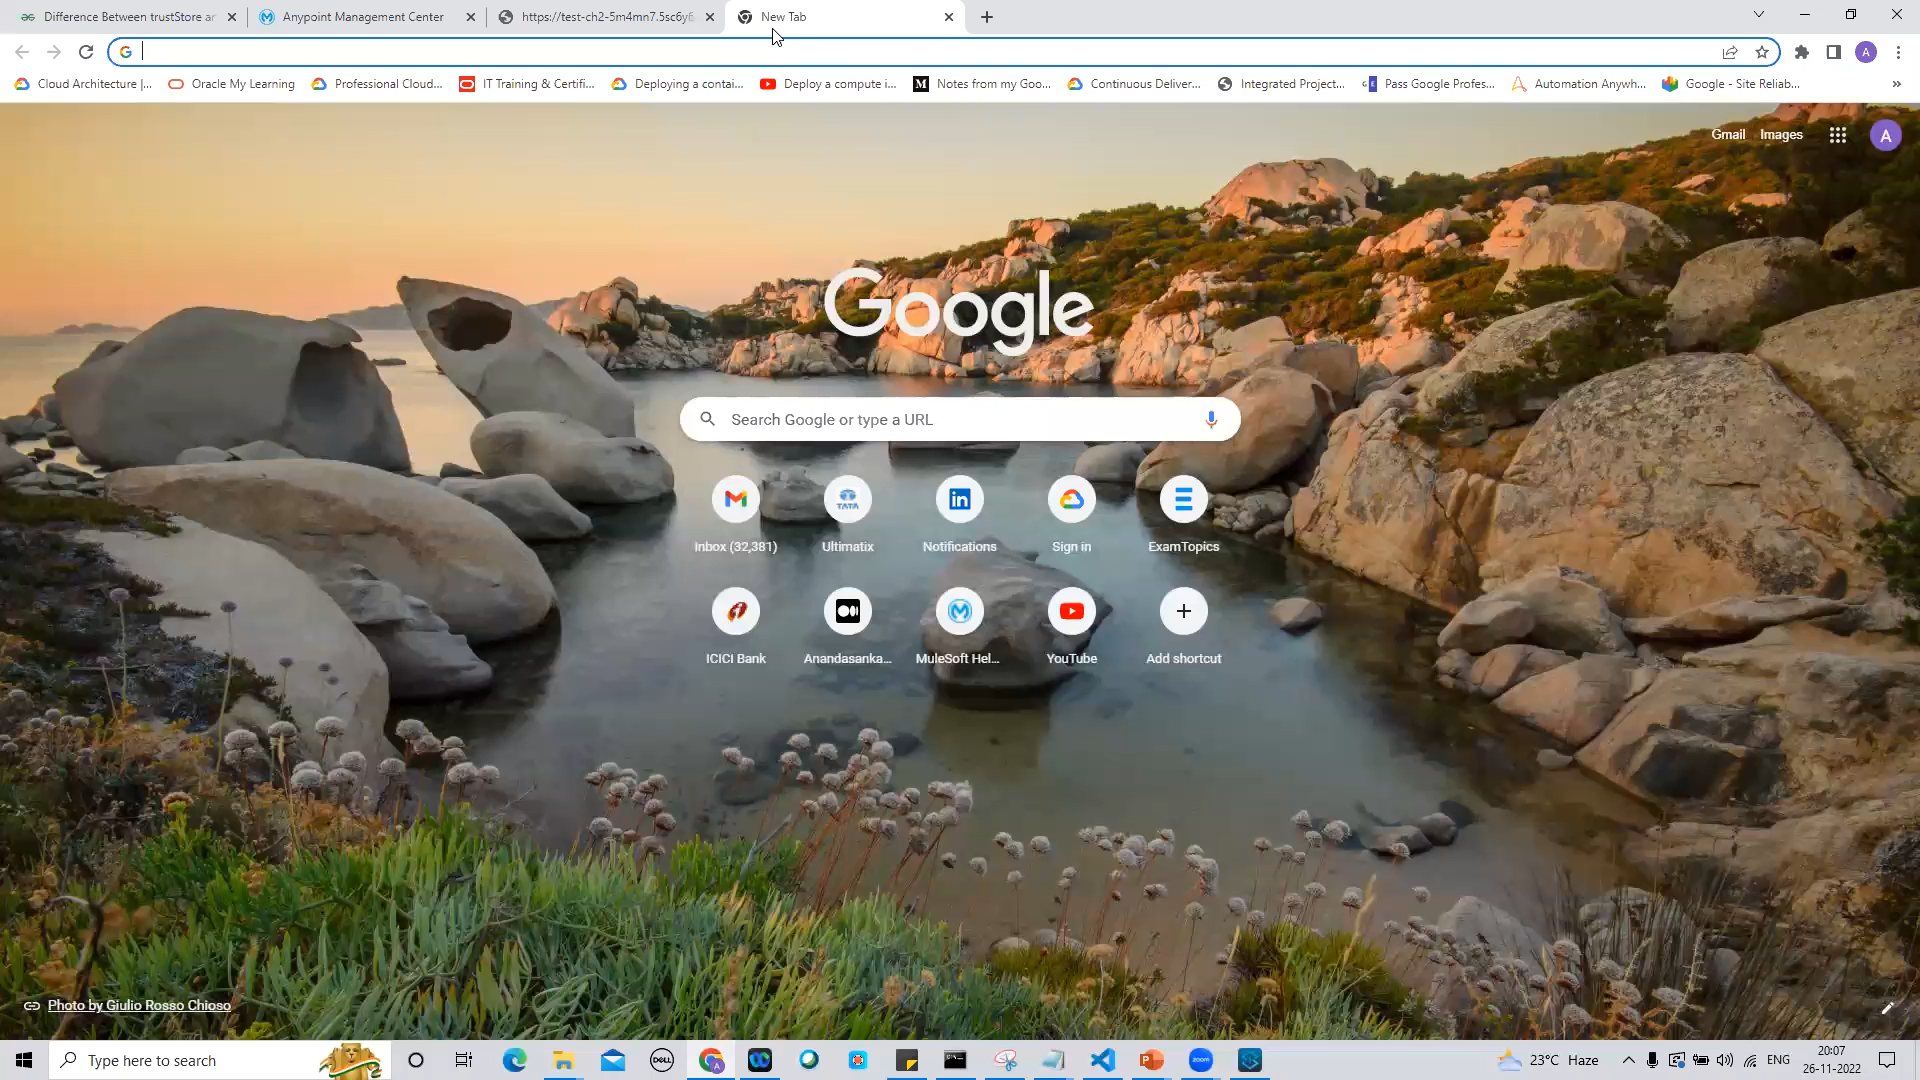 Difference Between trustStore ar
Anypoint Management Center
https://test-ch2-5m4mn7.5sc6y6
New Tab
Cloud Architecture |...
Oracle My Learning
Professional Cloud...
IT Training & Certifi...
Deploying a contai...
Deploy a compute i...
Notes from my Goo...
Continuous Deliver...
Integrated Project...
Pass Google Profes...
Automation Anywh...
Google - Site Reliab...
Gmail
Images
A
Google
Search Google or type a URL
Inbox (32,381)
Ultimatix
Notifications
Sign in
ExamTopics
ICICI Bank
Anandasanka...
MuleSoft Hel...
YouTube
Add shortcut
Photo by Giulio Rosso Chioso
Type here to search
23°C Haze
ENG
20:07
26-11-2022